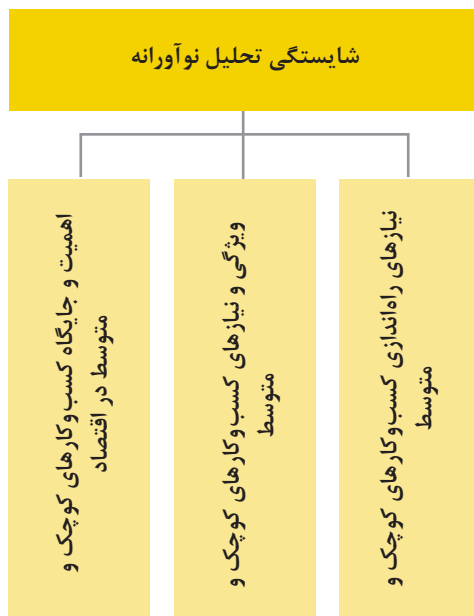 شایستگی تحلیل نوآورانه
نیازهای راه‌اندازی کسب‌وکارهای کوچک و
متوسط
ویژگی و نیازهای کسب‌وکارهای کوچک و
متوسط
اهمیت و جایگاه کسب‌وکارهای کوچک و
متوسط در اقتصاد